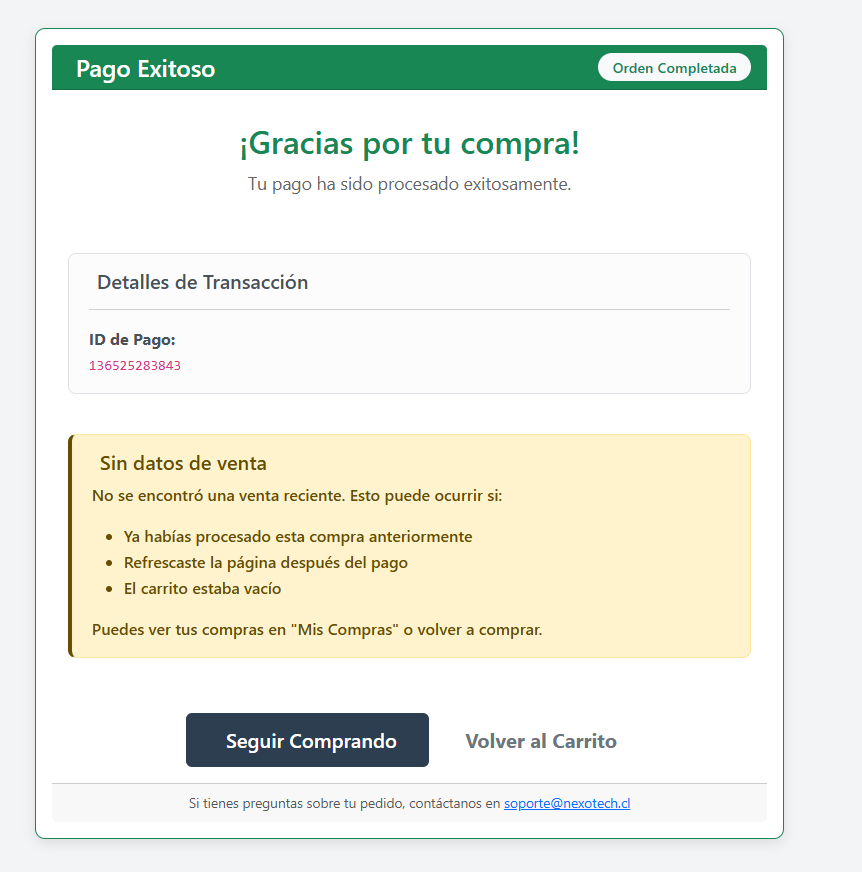 Pago Exitoso
Orden Completada
¡Gracias por tu compra!
Tu pago ha sido procesado exitosamente.
Detalles de Transacción
ID de Pago:
136525283843
Sin datos de venta
No se encontró una venta reciente. Esto puede ocurrir si:
Ya habías procesado esta compra anteriormente
Refrescaste la página después del pago
El carrito estaba vacío
Puedes ver tus compras en "Mis Compras" o volver a comprar.
Seguir Comprando
Volver al Carrito
Si tienes preguntas sobre tu pedido, contáctanos en soporte@nexotech.cl